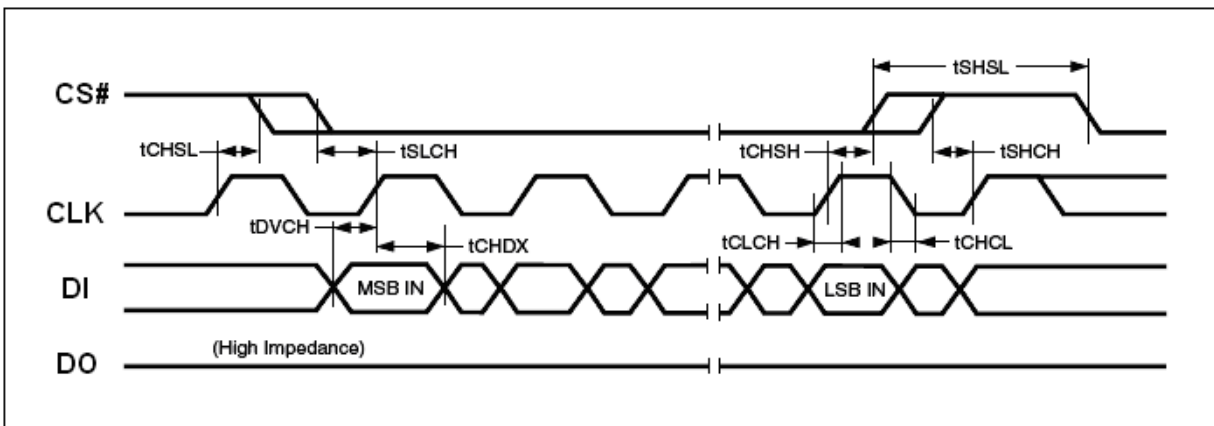 tSHSL
CS#
tCHSL
tSLCH
tCHSH
tSHCH
CLK
tDVCH
tCHDX
tCLCH
tCHCL
DI
MSB IN
LSB IN
(High Impedance)
DO